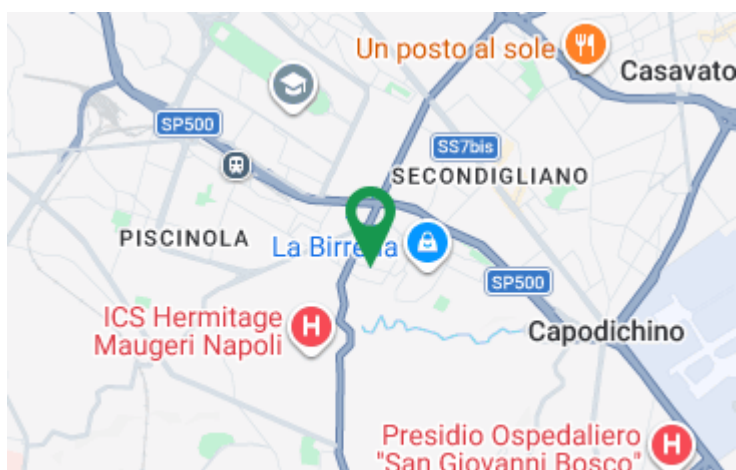 Un posto al sole
Casavato
SP500
SS7bis
SECONDIGLIANO
PISCINOLA
La Birreria
SP500
ICS Hermitage
Maugeri Napoli
H
Capodichino
Presidio Ospedaliero
"San Giovanni Bosco"
H